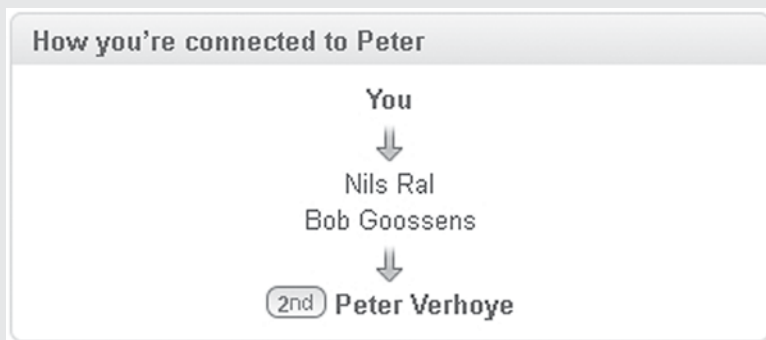 How you're connected to Peter
You
Nils Ral
Bob Goossens
2nd Peter Verhoye